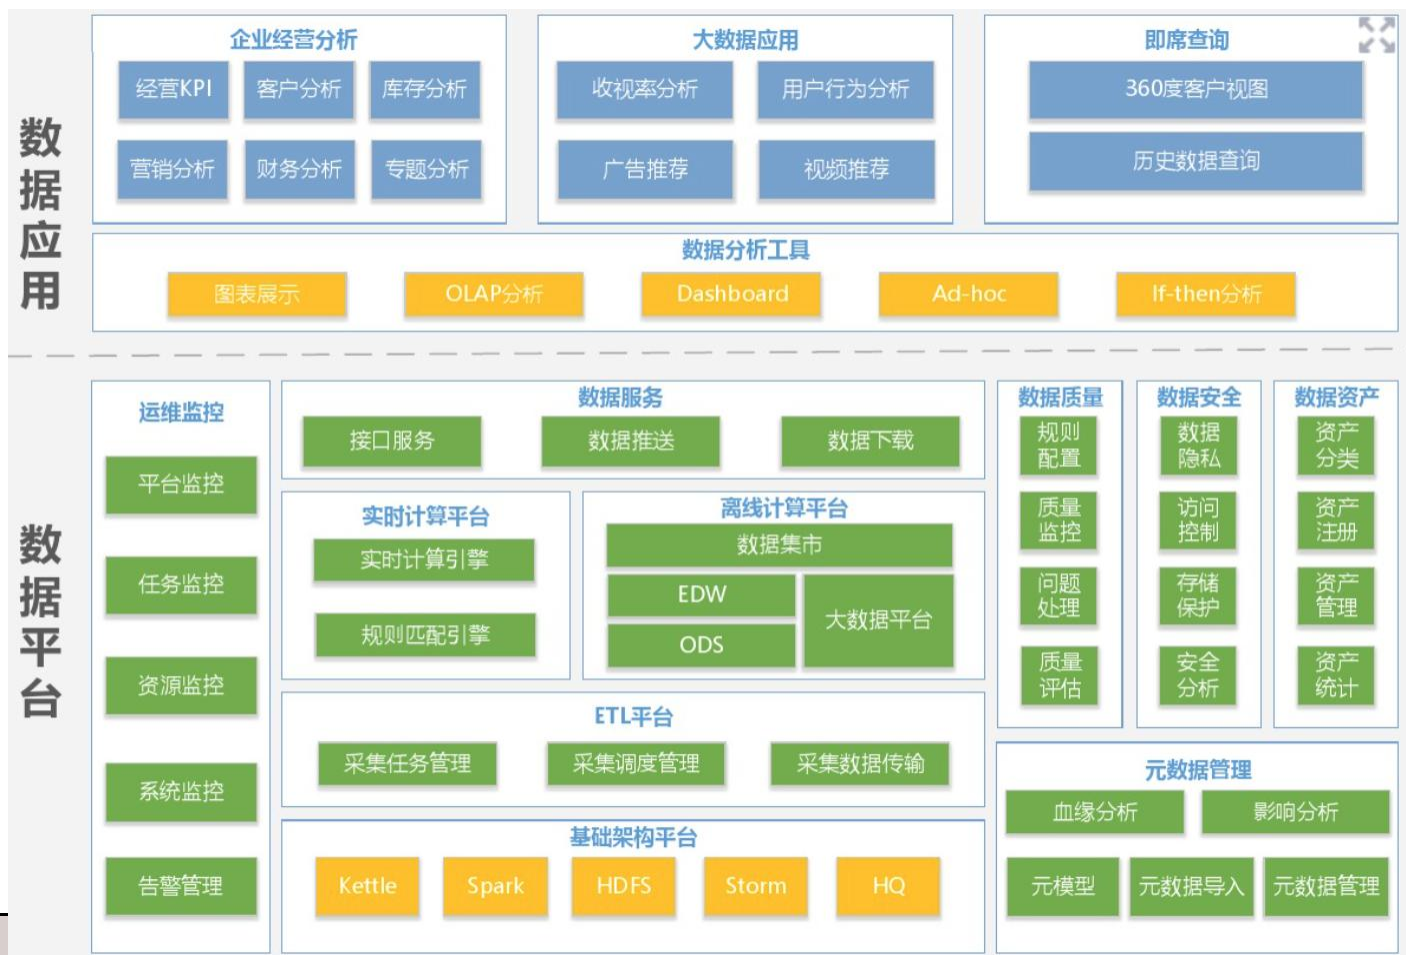 数据应用
企业经营分析
经营KPI
客户分析
库存分析
营销分析
财务分析
专题分析
大数据应用
收视率分析
用户行为分析
广告推荐
视频推荐
即席查询
360度客户视图
历史数据查询
数据分析工具
图表展示
OLAP分析
Dashboard
Ad-hoc
If-then分析
数据平台
运维监控
平台监控
任务监控
资源监控
系统监控
告警管理
数据服务
接口服务
数据推送
数据下载
实时计算平台
实时计算引擎
规则匹配引擎
离线计算平台
数据集市
EDW
ODS
大数据平台
ETL平台
采集任务管理
采集调度管理
采集数据传输
基础架构平台
Kettle
Spark
HDFS
Storm
HQ
数据质量
规则
配置
质量
监控
问题
处理
质量
评估
数据安全
数据
隐私
访问
控制
存储
保护
安全
分析
数据资产
资产
分类
资产
注册
资产
管理
资产
统计
元数据管理
血缘分析
影响分析
元模型
元数据导入
元数据管理